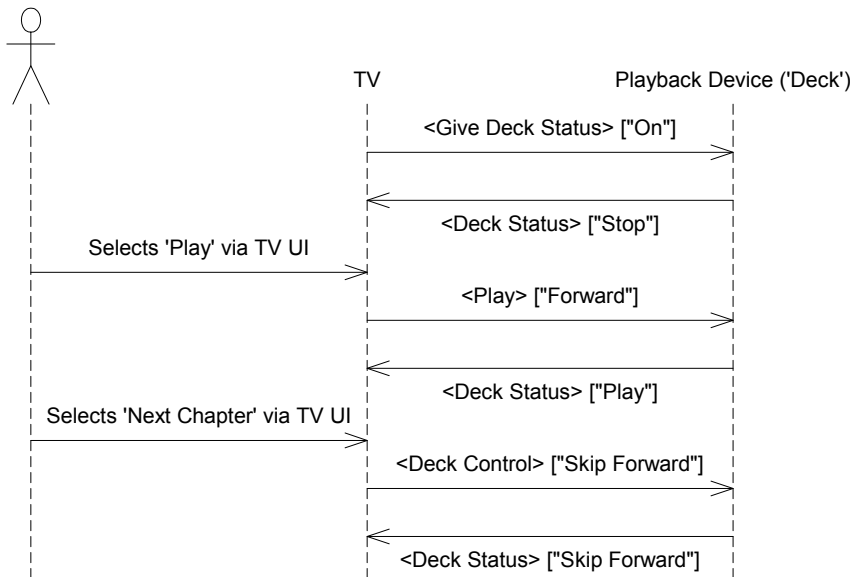 TV
Playback Device ('Deck')
<Give Deck Status> ["On"]
<Deck Status> ["Stop"]
Selects 'Play' via TV UI
<Play> ["Forward"]
<Deck Status> ["Play"]
Selects 'Next Chapter' via TV UI
<Deck Control> ["Skip Forward"]
<Deck Status> ["Skip Forward"]